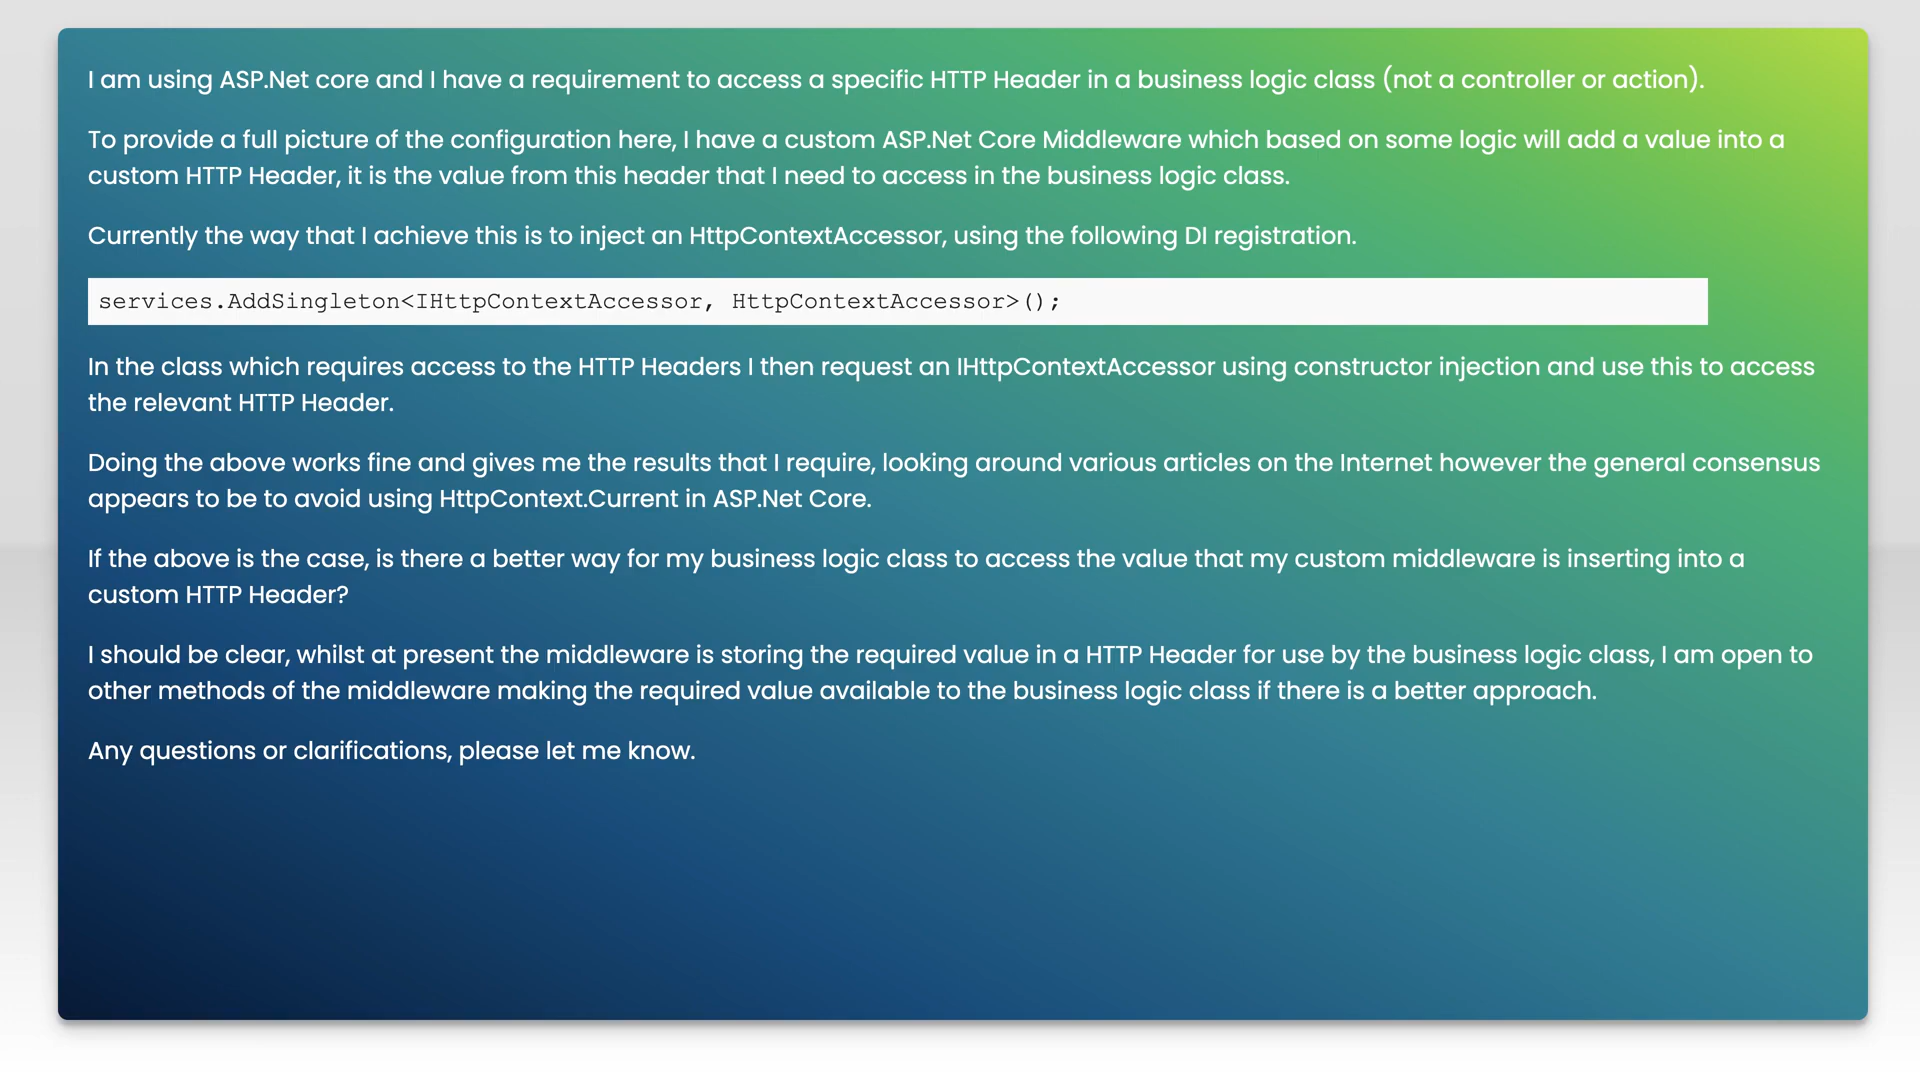 I am using ASP.Net core and I have a requirement to access a specific HTTP Header in a business logic class (not a controller or action).
To provide a full picture of the configuration here, I have a custom ASP.Net Core Middleware which based on some logic will add a value into a
custom HTTP Header, it is the value from this header that I need to access in the business logic class.
Currently the way that I achieve this is to inject an HttpContextAccessor, using the following DI registration.
services.AddSingleton<IHttpContextAccessor, HttpContextAccessor>();
In the class which requires access to the HTTP Headers I then request an IHttpContextAccessor using constructor injection and use this to access
the relevant HTTP Header.
Doing the above works fine and gives me the results that I require, looking around various articles on the Internet however the general consensus
appears to be to avoid using HttpContext.Current in ASP.Net Core.
If the above is the case, is there a better way for my business logic class to access the value that my custom middleware is inserting into a
custom HTTP Header?
I should be clear, whilst at present the middleware is storing the required value in a HTTP Header for use by the business logic class, I am open to
other methods of the middleware making the required value available to the business logic class if there is a better approach.
Any questions or clarifications, please let me know.